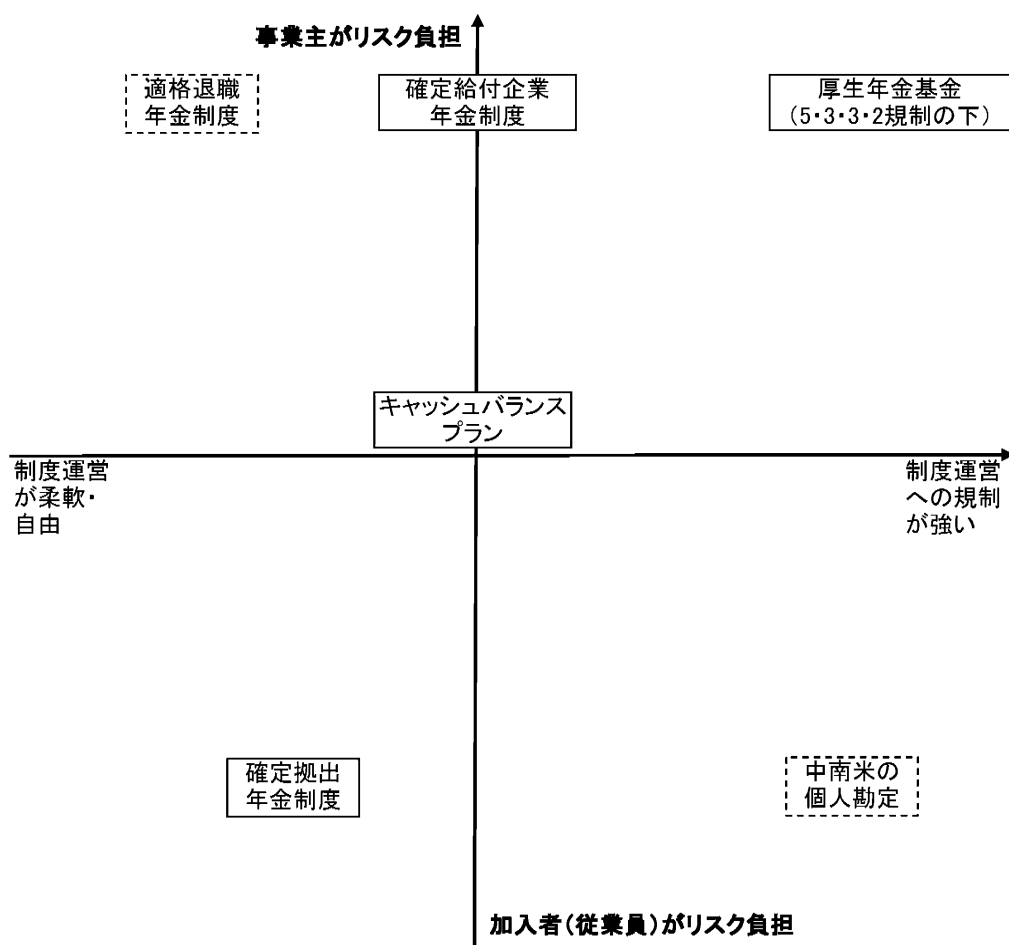 事業主がリスク負担
適格退職
年金制度
確定給付企業
年金制度
厚生年金基金
(5・3・3・2規制の下)
キャッシュバランス
プラン
制度運営
が柔軟・
自由
制度運営
への規制
が強い
確定拠出
年金制度
中南米の
個人勘定
加入者(従業員)がリスク負担